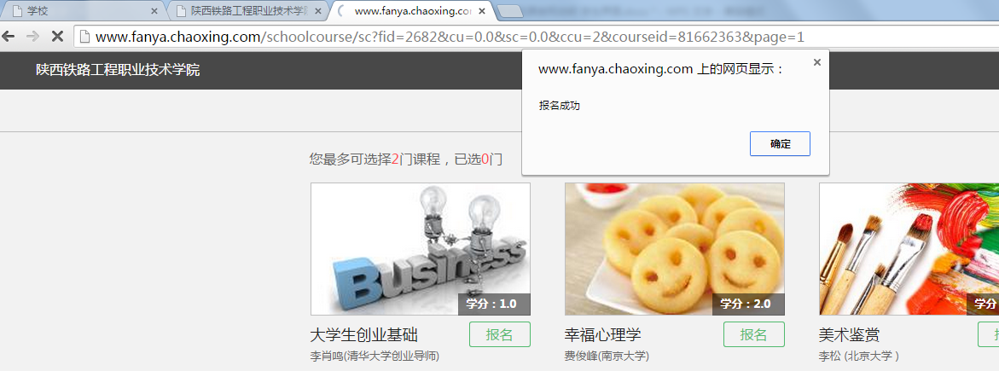 学校
陕西铁路工程职业技术学院
www.fanya.chaoxing.co
www.fanya.chaoxing.com/schoolcourse/sc?fid=2682&cu=0.0&sc=0.0&ccu=2&courseid=81662363&page=1
陕西铁路工程职业技术学院
www.fanya.chaoxing.com 上的网页显示：
报名成功
确定
您最多可选择2门课程，已选0门
Business
学分：1.0
学分：2.0
学分：
大学生创业基础
报名
幸福心理学
报名
美术鉴赏
李肖鸣(清华大学创业导师)
费俊峰(南京大学)
李松 (北京大学 )